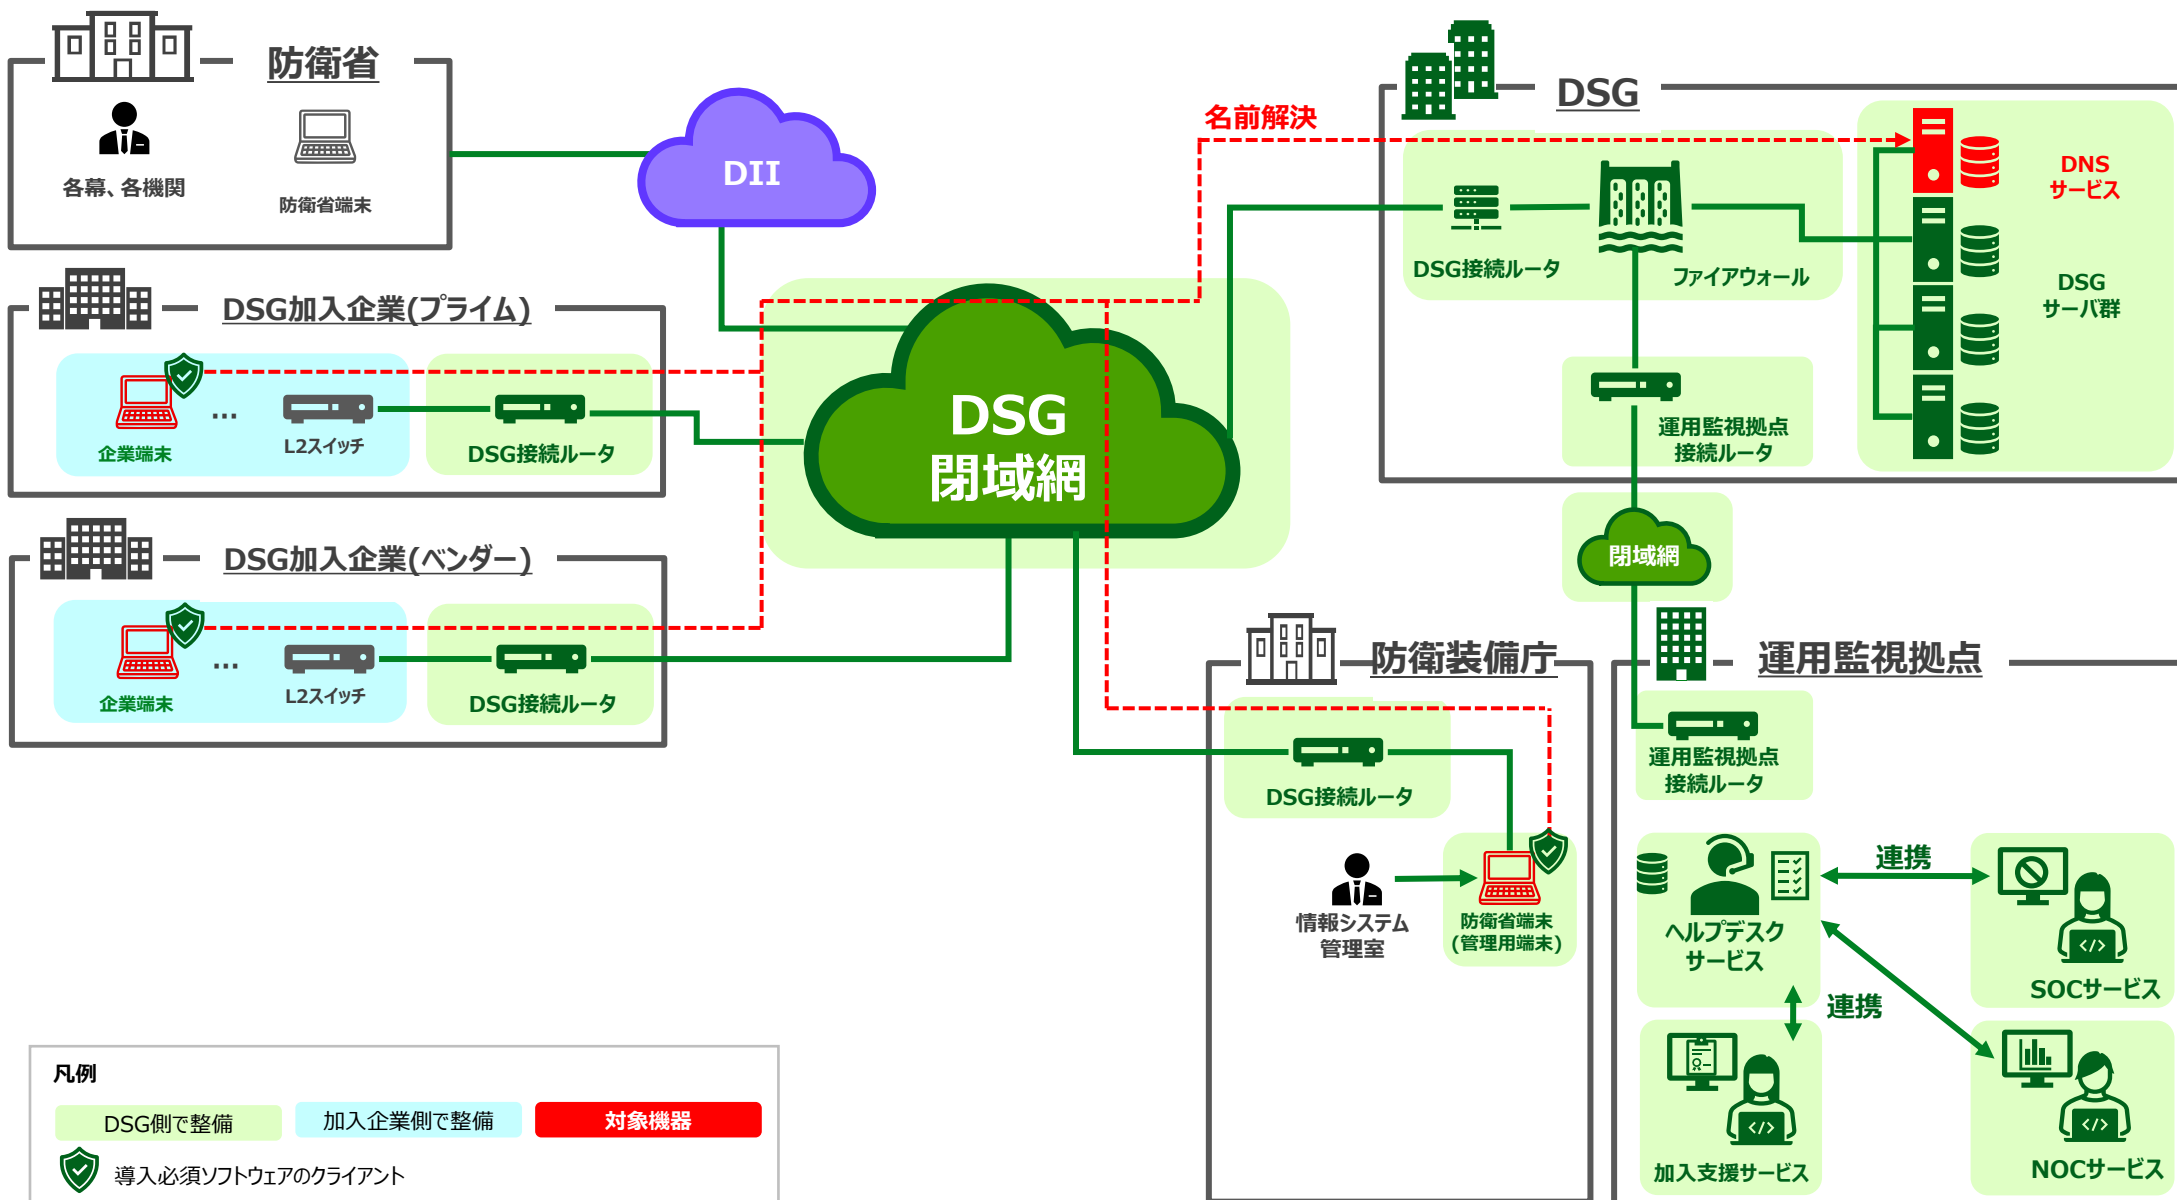 防衛省
各幕、各機関
防衛省端末
DII
DSG加入企業(プライム)
企業端末
…
L2スイッチ
DSG接続ルータ
DSG加入企業(ベンダー)
企業端末
…
L2スイッチ
DSG接続ルータ
DSG
閉域網
名前解決
DSG
DSG接続ルータ
ファイアウォール
DNS
サービス
DSG
サーバ群
運用監視拠点
接続ルータ
閉域網
防衛装備庁
DSG接続ルータ
情報システム
管理室
防衛省端末
(管理用端末)
運用監視拠点
運用監視拠点
接続ルータ
ヘルプデスク
サービス
連携
SOCサービス
連携
加入支援サービス
NOCサービス
凡例
DSG側で整備
加入企業側で整備
対象機器
導入必須ソフトウェアのクライアント